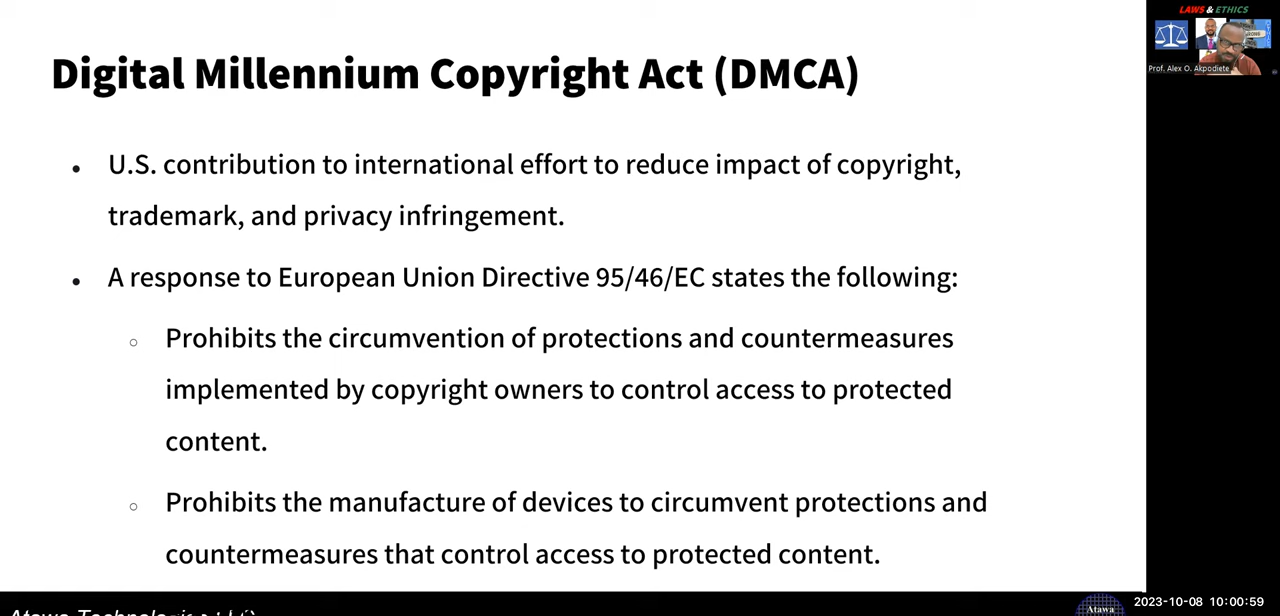 Digital Millennium Copyright Act (DMCA)
• U.S. contribution to international effort to reduce impact of copyright,
trademark, and privacy infringement.
• A response to European Union Directive 95/46/EC states the following:
○ Prohibits the circumvention of protections and countermeasures
implemented by copyright owners to control access to protected
content.
○ Prohibits the manufacture of devices to circumvent protections and
countermeasures that control access to protected content.
LAWS & ETHICS
Prof. Alex O. Akpodiete
Atawa
2023-10-08 10:00:59